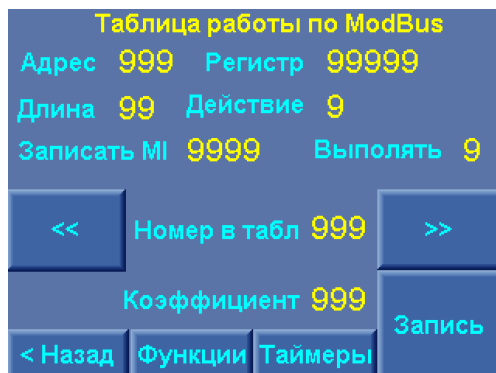 Таблица работы по ModBus
Адрес 999 Регистр 99999
Длина 99 Действие 9
Записать MI 9999 Выполять 9
<< Номер в табл 999 >>
Коэффициент 999
Запись
< Назад Функции Таймеры